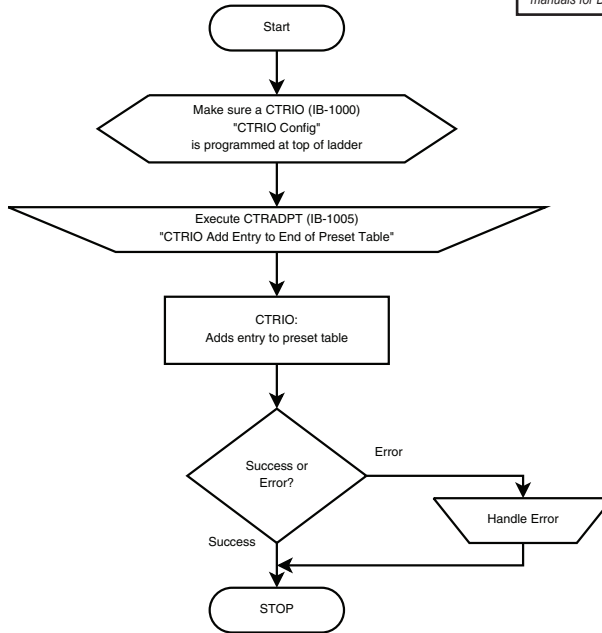 manuals for
Start
Make sure a CTRIO (IB-1000)
"CTRIO Config"
is programmed at top of ladder
Execute CTRADPT (IB-1005)
"CTRIO Add Entry to End of Preset Table"
CTRIO:
Adds entry to preset table
Success or
Error?
Error
Handle Error
Success
STOP